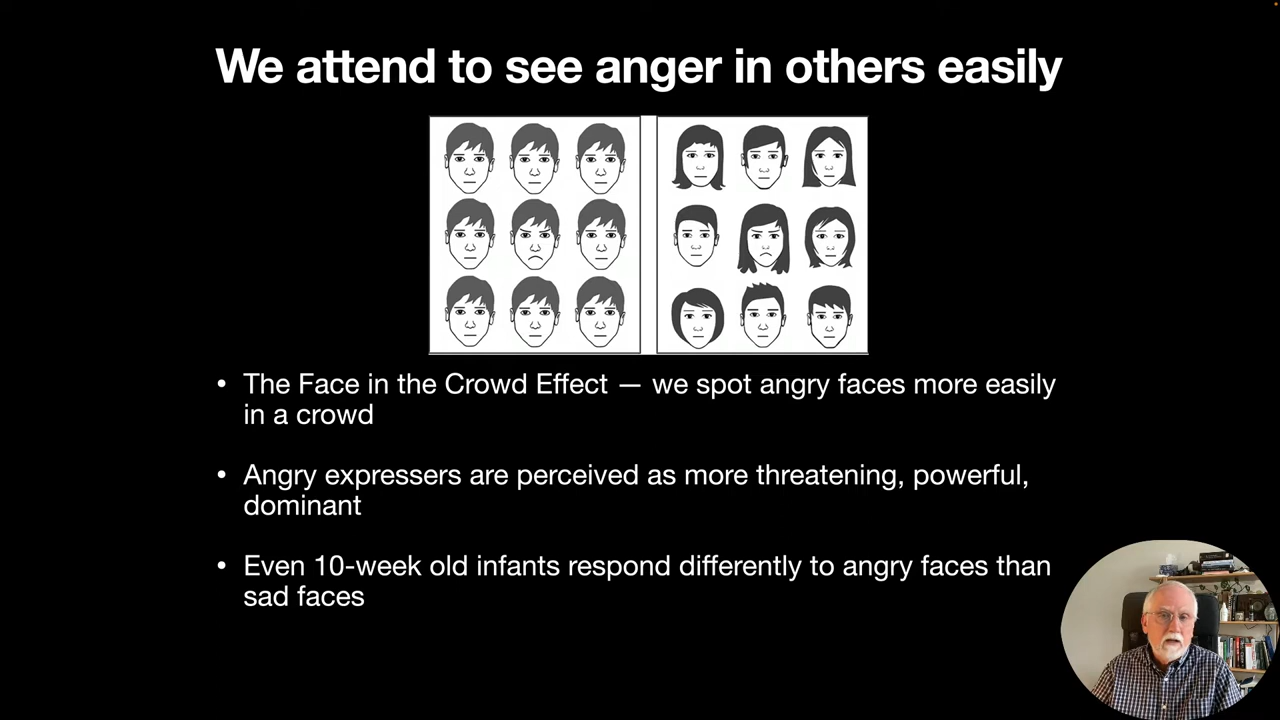 We attend to see anger in others easily
• The Face in the Crowd Effect — we spot angry faces more easily
in a crowd
• Angry expressers are perceived as more threatening, powerful,
dominant
• Even 10-week old infants respond differently to angry faces than
sad faces